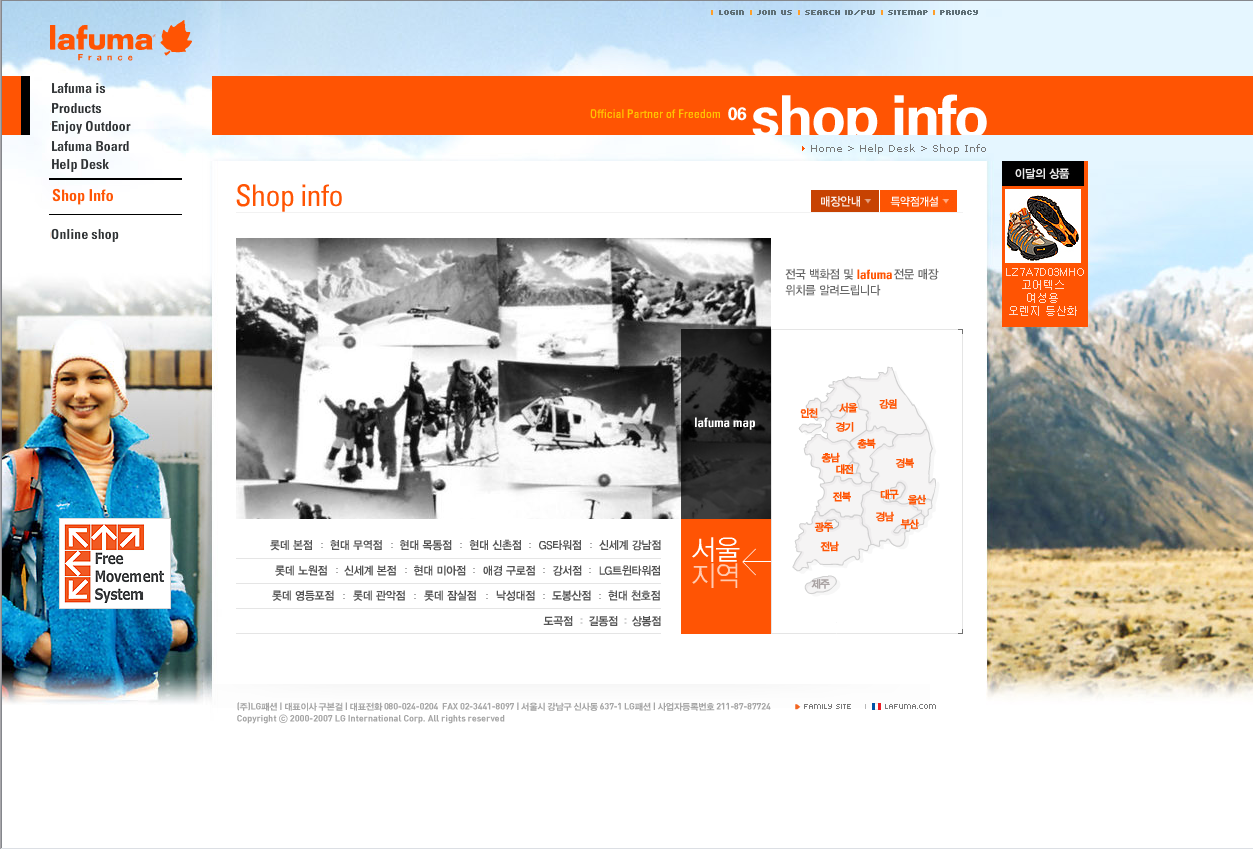 LOGIN JOIN US SEARCH ID/PW SITEMAP PRIVACY
lafuma
France
Lafuma is
Products
Enjoy Outdoor
Lafuma Board
Help Desk
Shop Info
Online shop
Official Partner of Freedom 06 shop info
Home > Help Desk > Shop Info
Shop info
매장안내 특약점개설
이달의 상품
LZ7A7D03MHO
고어텍스
여성용
오렌지 등산화
전국 백화점 및 lafuma 전문 매장
위치를 알려드립니다
lafuma map
서울
지역
인천 서울 강원
경기
충북
충남
대전
경북
전북
대구
울산
경남
부산
광주
전남
제주
롯데 본점 : 현대 무역점 : 현대 목동점 : 현대 신촌점 : GS타워점 : 신세계 강남점
롯데 노원점 : 신세계 본점 : 현대 미아점 : 애경 구로점 : 강서점 : LG트윈타워점
롯데 영등포점 : 롯데 관악점 : 롯데 잠실점 : 낙성대점 : 도봉산점 : 현대 천호점
도곡점 : 길동점 : 상봉점
Free
Movement
System
(주)LG패션 | 대표이사 구본걸 | 대표전화 080-024-0204 FAX 02-3441-8097 | 서울시 강남구 신사동 637-1 LG패션 | 사업자등록번호 211-87-87724
Copyright ⓒ 2000-2007 LG International Corp. All rights reserved
FAMILY SITE LAFUMA.COM